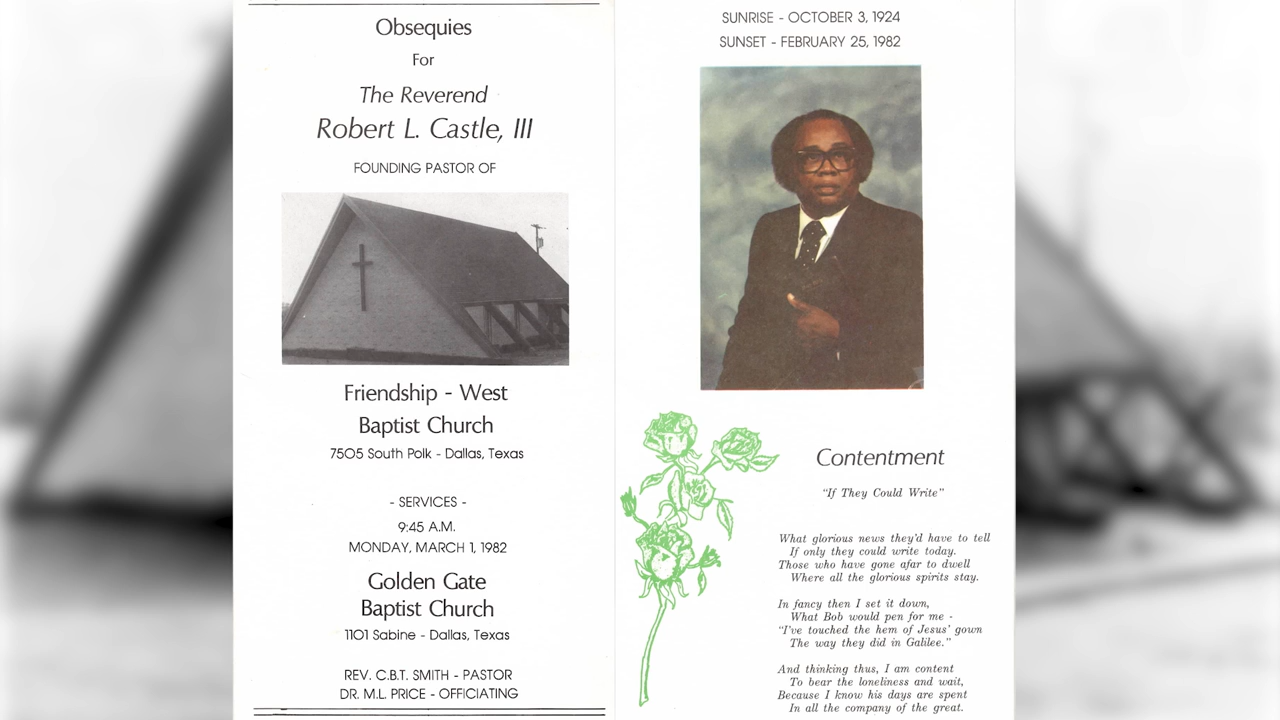 Obsequies
For
The Reverend
Robert L. Castle, III
FOUNDING PASTOR OF
Friendship - West
Baptist Church
7505 South Polk - Dallas, Texas
- SERVICES -
9:45 A.M.
MONDAY, MARCH 1, 1982
Golden Gate
Baptist Church
1101 Sabine - Dallas, Texas
REV. C.B.T. SMITH - PASTOR
DR. M.L. PRICE - OFFICIATING
SUNRISE - OCTOBER 3, 1924
SUNSET - FEBRUARY 25, 1982
Contentment
"If They Could Write"
What glorious news they'd have to tell
If only they could write today.
Those who have gone afar to dwell
Where all the glorious spirits stay.
In fancy then I set it down,
What Bob would pen for me -
"I've touched the hem of Jesus' gown
The way they did in Galilee."
And thinking thus, I am content
To bear the loneliness and wait,
Because I know his days are spent
In all the company of the great.